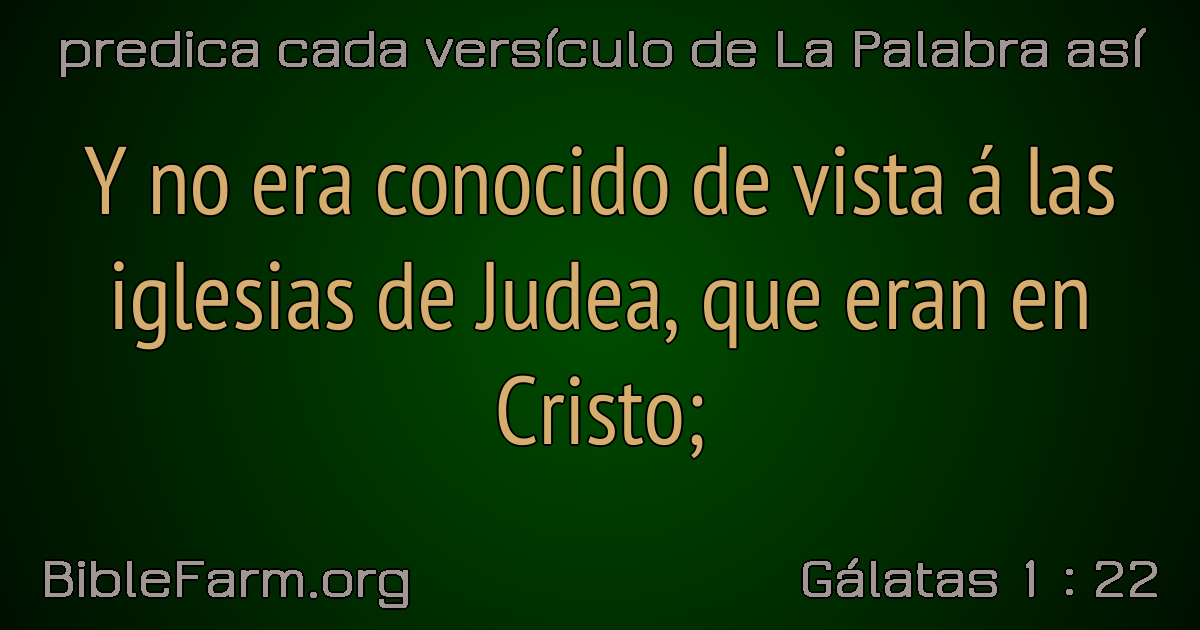 predica cada versículo de La Palabra así
Y no era conocido de vista á las
iglesias de Judea, que eran en
Cristo;
BibleFarm.org
Gálatas 1 : 22